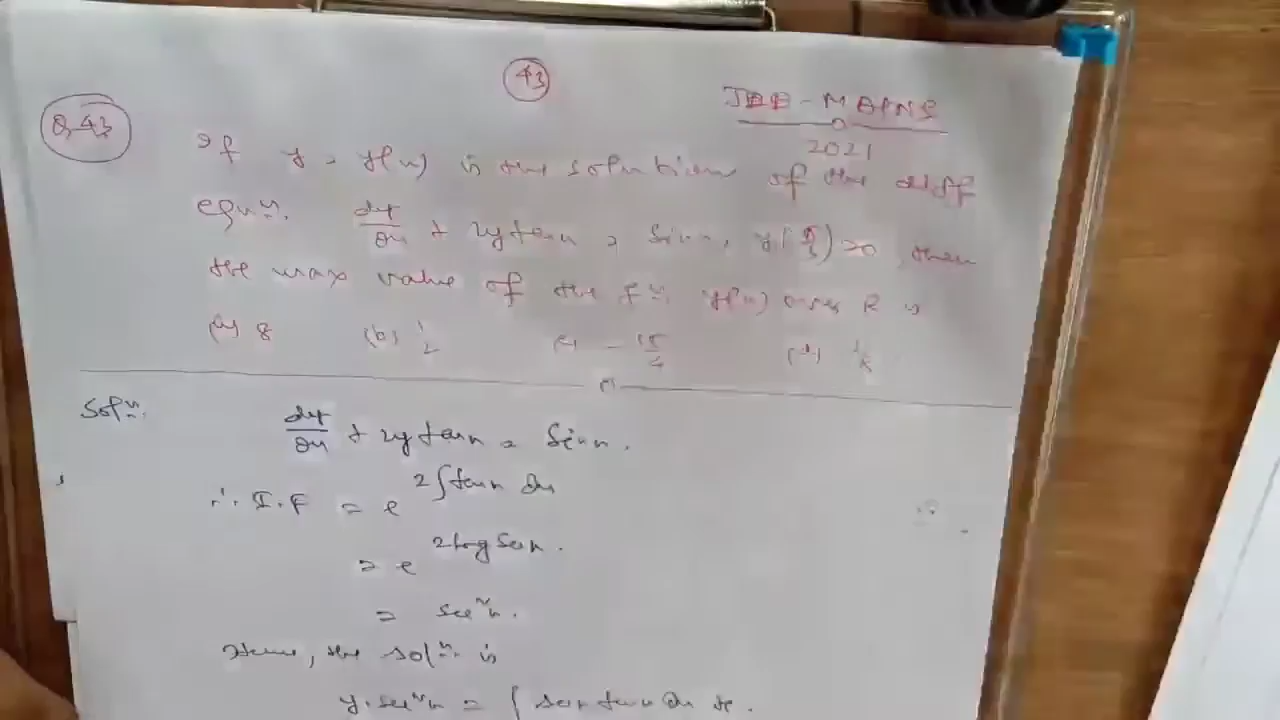 43
JEE-MAINS
2021
Q.43
If y = y(x) is the solution of the diff
equn. dy/dx + 2y tan x = sin x, y(π/3) = 0, then
the max value of the fn. y(x) over R is
(a) 8 (b) 1/2 (c) - 15/4 (d) 1/8
Soln.
dy/dx + 2y tan x = sin x.
∴ I.F = e^{2∫tan x dx}
= e^{2 log sec x}.
= sec²x.
Hence, the soln. is
y.sec²x = ∫ sec x tan x dx + c.